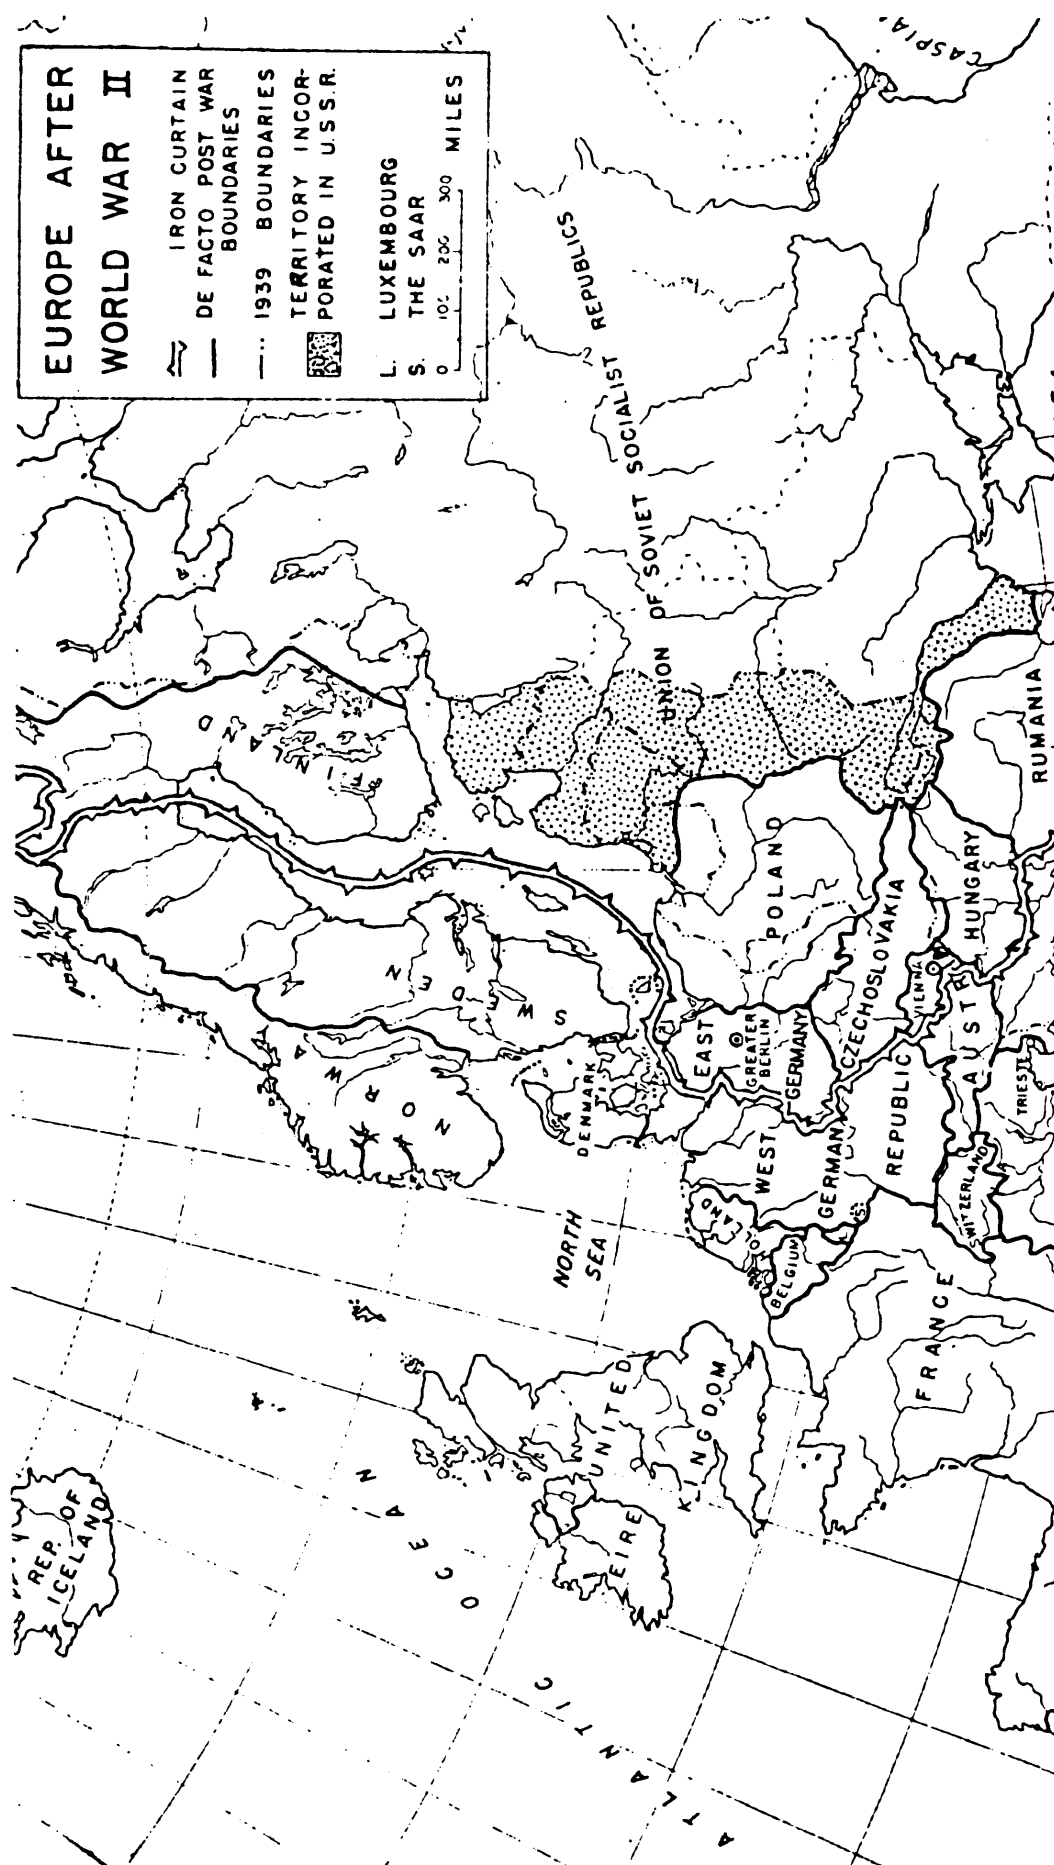 EUROPE AFTER
WORLD WAR II
IRON CURTAIN
DE FACTO POST WAR
BOUNDARIES
1939 BOUNDARIES
TERRITORY INCOR-
PORATED IN U.S.S.R.
L. LUXEMBOURG
S. THE SAAR
0 100 200 300 MILES
REP. OF
ICELAND
ATLANTIC OCEAN
NORWAY
SWEDEN
FINLAND
UNION OF SOVIET SOCIALIST REPUBLICS
CASPIA
NORTH
SEA
DENMARK
UNITED
KINGDOM
EIRE
HOLLAND
BELGIUM
L.
S.
WEST
GERMAN
REPUBLIC
EAST
GERMANY
GREATER
BERLIN
POLAND
CZECHOSLOVAKIA
VIENNA
AUSTRIA
HUNGARY
RUMANIA
SWITZERLAND
TRIESTE
FRANCE